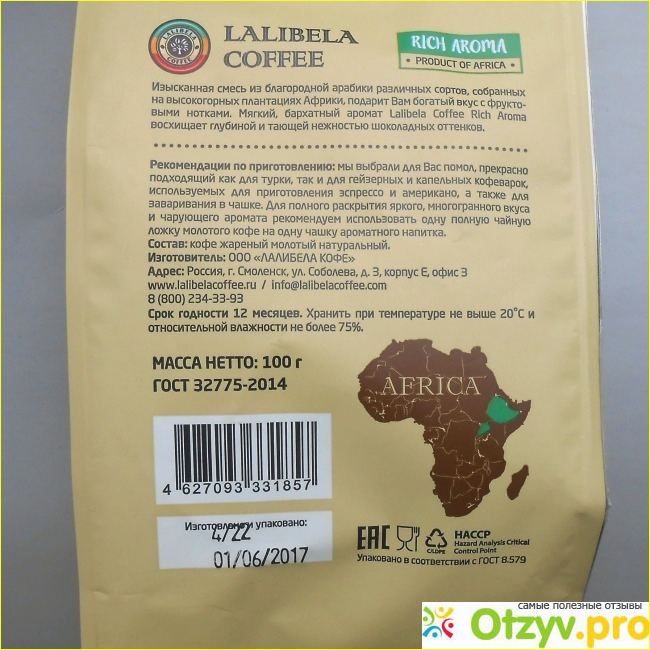 LALIBELA
COFFEE
LALIBELA
COFFEE
RICH AROMA
• PRODUCT OF AFRICA •
Изысканная смесь из благородной арабики различных сортов, собранных
на высокогорных плантациях Африки, подарит Вам богатый вкус с фрукто-
выми нотками. Мягкий, бархатный аромат Lalibela Coffee Rich Aroma
восхищает глубиной и тающей нежностью шоколадных оттенков.
Рекомендации по приготовлению: мы выбрали для Вас помол, прекрасно
подходящий как для турки, так и для гейзерных и капельных кофеварок,
используемых для приготовления эспрессо и американо, а также для
заваривания в чашке. Для полного раскрытия яркого, многогранного вкуса
и чарующего аромата рекомендуем использовать одну полную чайную
ложку молотого кофе на одну чашку ароматного напитка.
Состав: кофе жареный молотый натуральный.
Изготовитель: ООО «ЛАЛИБЕЛА КОФЕ»
Адрес: Россия, г. Смоленск, ул. Соболева, д. 3, корпус Е, офис 3
www.lalibelacoffee.ru / info@lalibelacoffee.com
8 (800) 234-33-93
Срок годности 12 месяцев. Хранить при температуре не выше 20°С и
относительной влажности не более 75%.
МАССА НЕТТО: 100 г
ГОСТ 32775-2014
AFRICA
4 627093 331857
Изготовлено и упаковано:
4/22
01/06/2017
EAC
C/LDPE
HACCP
Hazard Analysis Critical
Control Point
Упаковано в соответствии с ГОСТ 8.579
самые полезные отзывы
Otzyv.pro